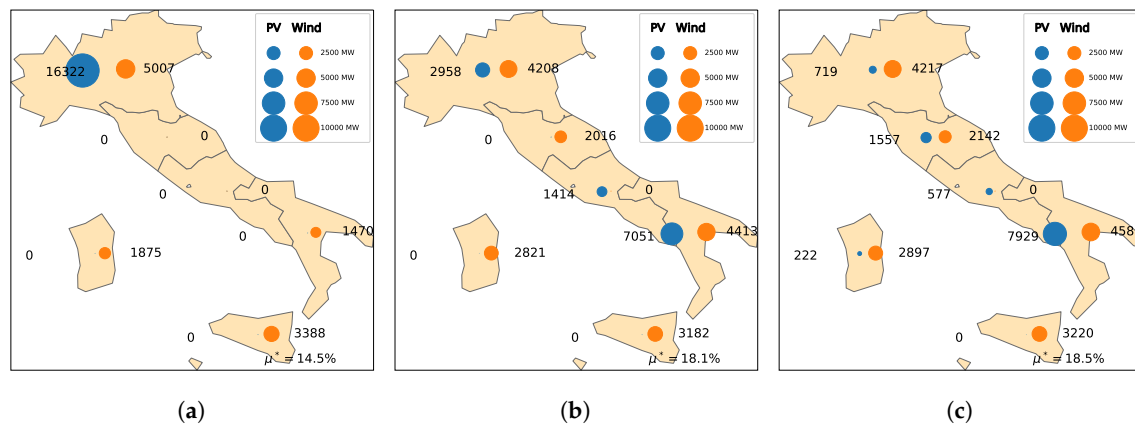 PV Wind
2500 MW
5000 MW
7500 MW
10000 MW
16322 5007
0 0
0 0
0 1470
0 1875
0 3388
μ* = 14.5%
(a)
PV Wind
2500 MW
5000 MW
7500 MW
10000 MW
2958 4208
0 2016
1414 0
7051 4413
0 2821
0 3182
μ* = 18.1%
(b)
PV Wind
2500 MW
5000 MW
7500 MW
10000 MW
719 4217
1557 2142
577 0
7929 458
222 2897
0 3220
μ* = 18.5%
(c)